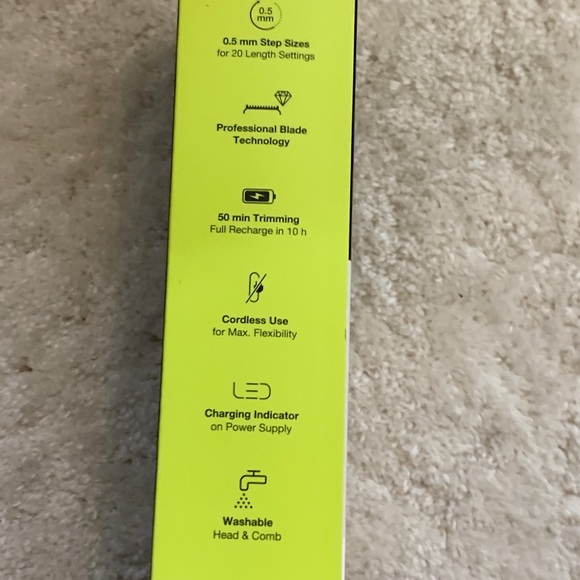 0.5
mm
0.5 mm Step Sizes
for 20 Length Settings
Professional Blade
Technology
50 min Trimming
Full Recharge in 10 h
Cordless Use
for Max. Flexibility
LED
Charging Indicator
on Power Supply
Washable
Head & Comb